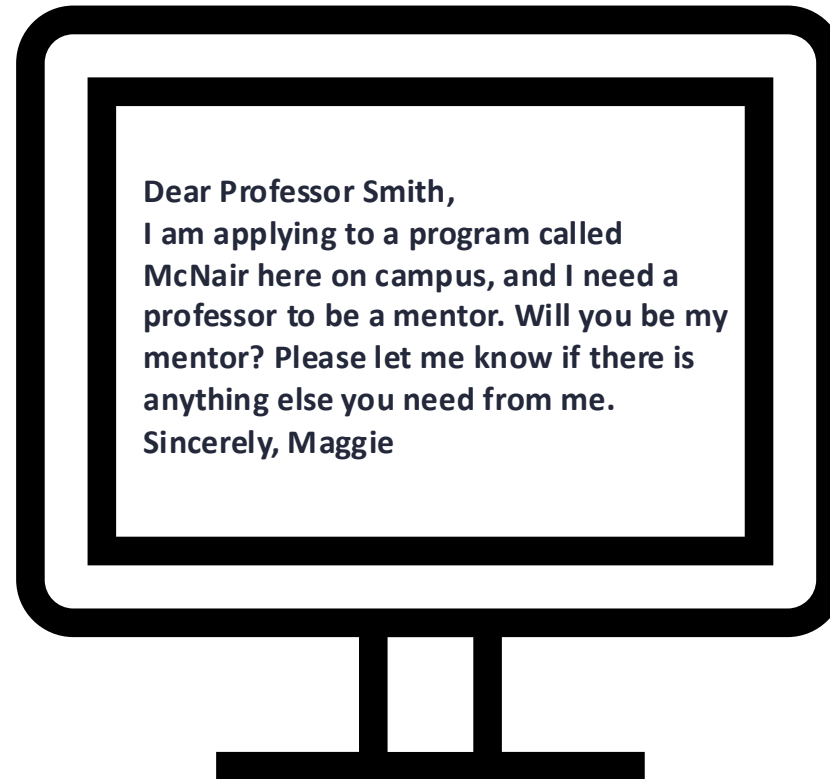 Dear Professor Smith,
I am applying to a program called
McNair here on campus, and I need a
professor to be a mentor. Will you be my
mentor? Please let me know if there is
anything else you need from me.
Sincerely, Maggie